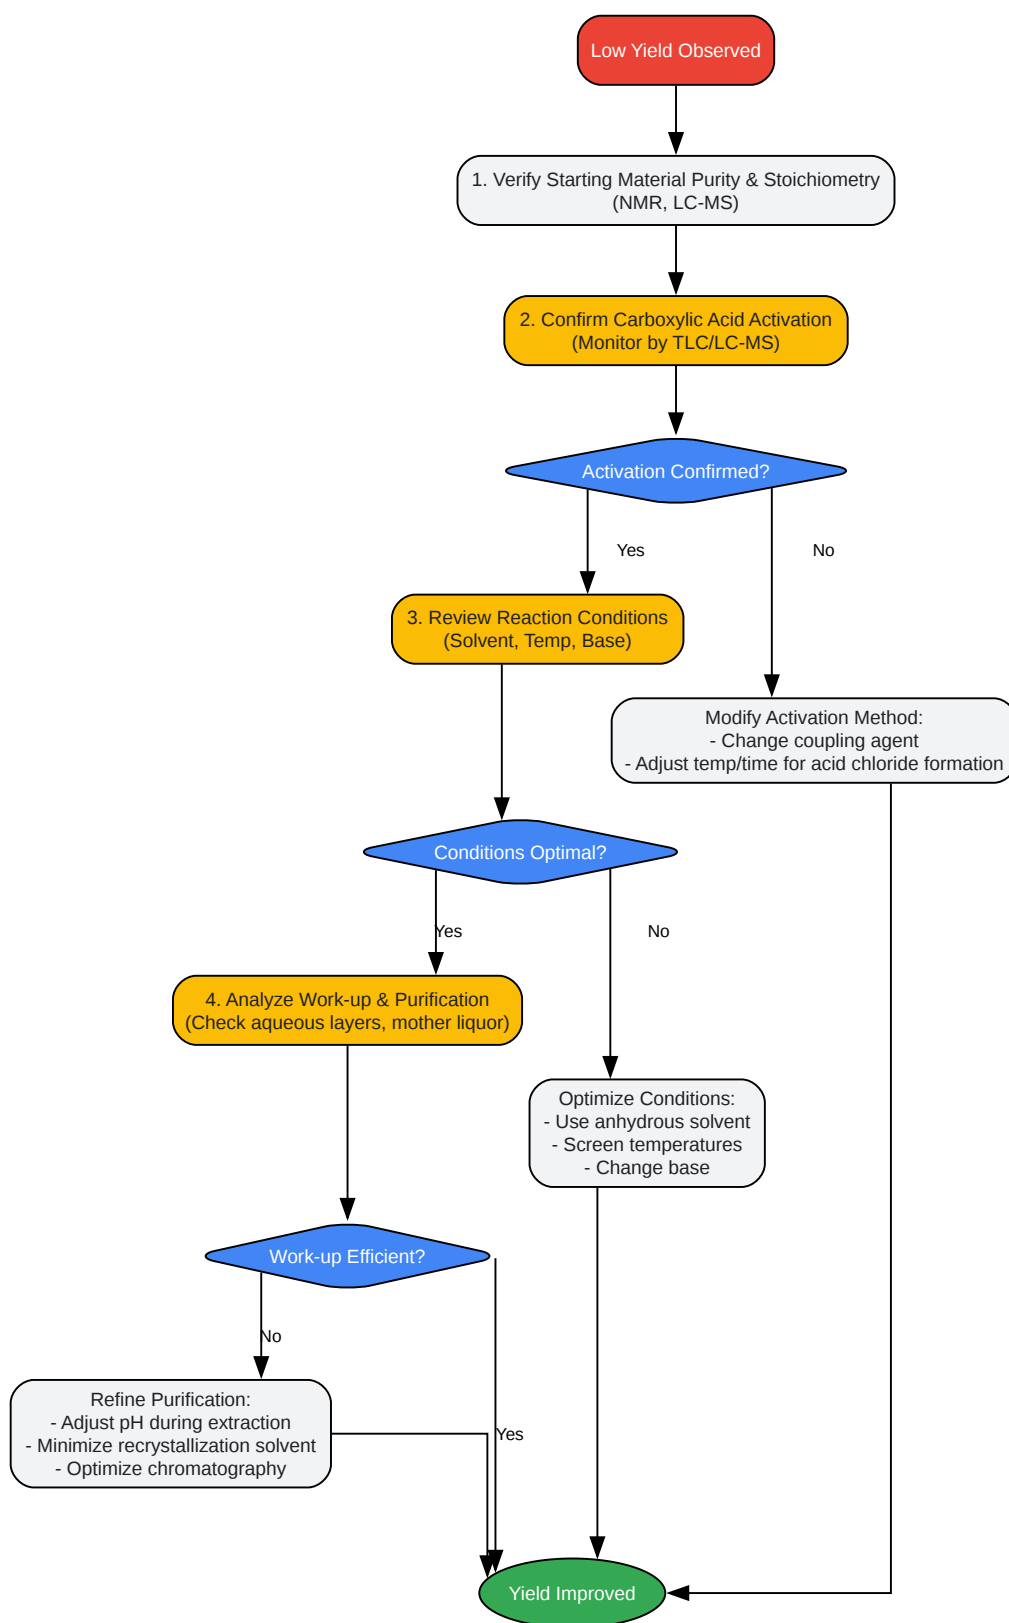 Low Yield Observed
1. Verify Starting Material Purity & Stoichiometry
(NMR, LC-MS)
2. Confirm Carboxylic Acid Activation
(Monitor by TLC/LC-MS)
Activation Confirmed?
Yes
No
3. Review Reaction Conditions
(Solvent, Temp, Base)
Modify Activation Method:
- Change coupling agent
- Adjust temp/time for acid chloride formation
Conditions Optimal?
Yes
No
4. Analyze Work-up & Purification
(Check aqueous layers, mother liquor)
Optimize Conditions:
- Use anhydrous solvent
- Screen temperatures
- Change base
Work-up Efficient?
No
Yes
Refine Purification:
- Adjust pH during extraction
- Minimize recrystallization solvent
- Optimize chromatography
Yield Improved